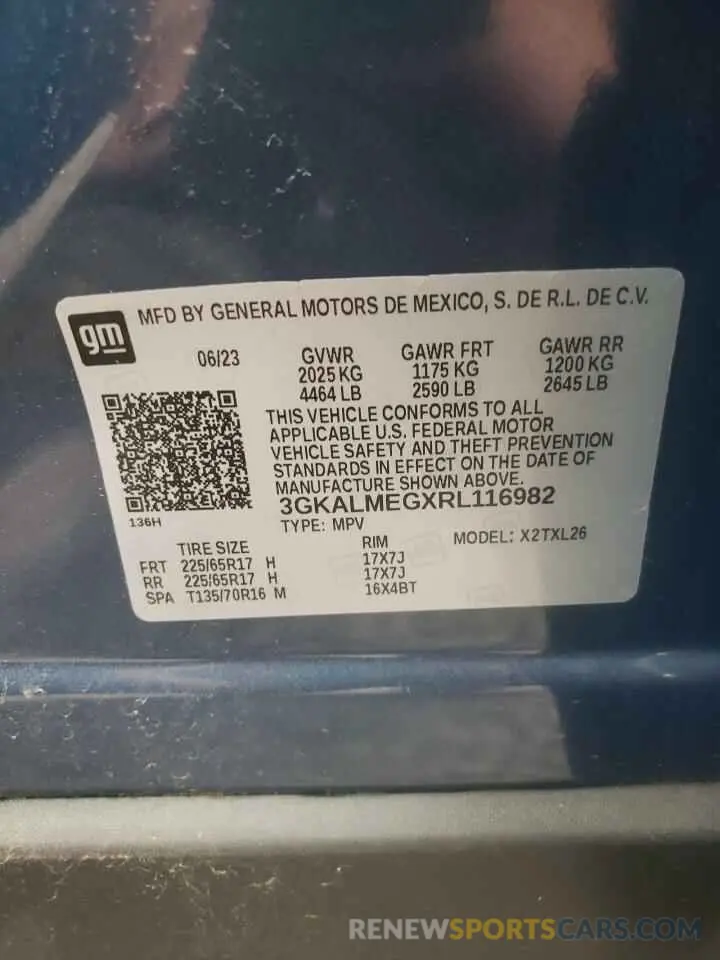 gm
MFD BY GENERAL MOTORS DE MEXICO, S. DE R.L. DE C.V.
06/23 GVWR GAWR FRT GAWR RR
2025 KG 1175 KG 1200 KG
4464 LB 2590 LB 2645 LB
THIS VEHICLE CONFORMS TO ALL
APPLICABLE U.S. FEDERAL MOTOR
VEHICLE SAFETY AND THEFT PREVENTION
STANDARDS IN EFFECT ON THE DATE OF
MANUFACTURE SHOWN ABOVE.
3GKALMEGXRL116982
136H
TYPE: MPV MODEL: X2TXL26
TIRE SIZE RIM
FRT 225/65R17 H 17X7J
RR 225/65R17 H 17X7J
SPA T135/70R16 M 16X4BT
RENEWSPORTSCARS.COM